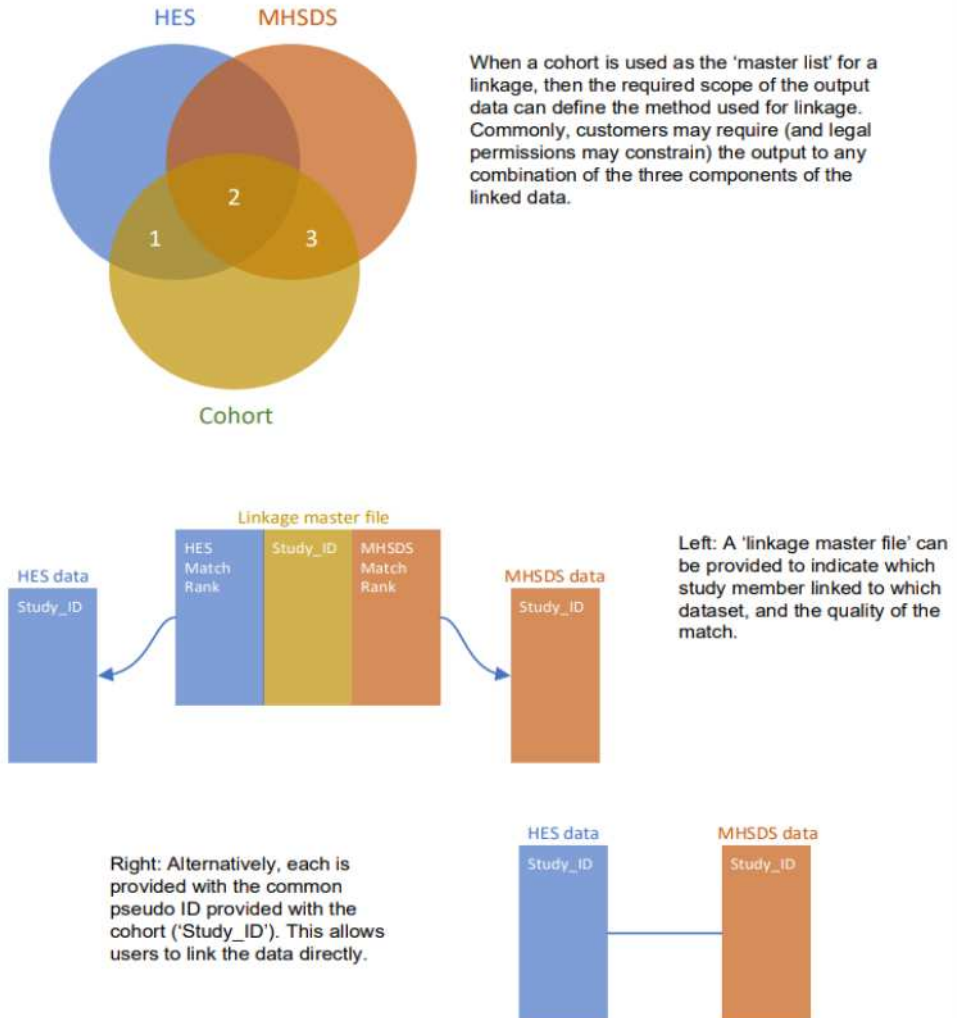 HES
MHSDS
When a cohort is used as the ‘master list’ for a
linkage, then the required scope of the output
data can define the method used for linkage.
Commonly, customers may require (and legal
permissions may constrain) the output to any
combination of the three components of the
linked data.
2
1
3
Cohort
Linkage master file
HES data
Study_ID
HES
Match
Rank
Study_ID
MHSDS
Match
Rank
MHSDS data
Study_ID
Left: A ‘linkage master file’ can
be provided to indicate which
study member linked to which
dataset, and the quality of the
match.
Right: Alternatively, each is
provided with the common
pseudo ID provided with the
cohort (‘Study_ID’). This allows
users to link the data directly.
HES data
Study_ID
MHSDS data
Study_ID